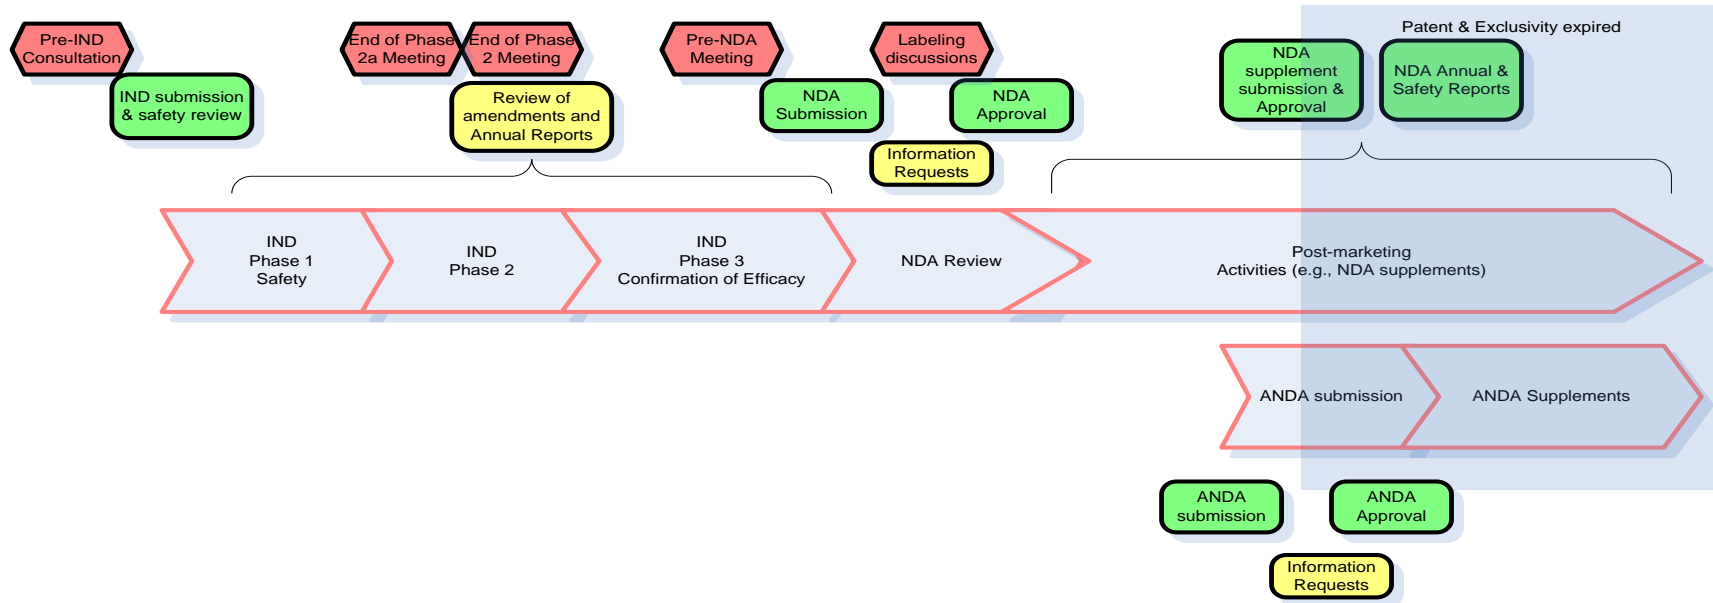 Patent & Exclusivity expired
Pre-IND
Consultation
End of Phase
2a Meeting
End of Phase
2 Meeting
Pre-NDA
Meeting
Labeling
discussions
NDA
supplement
submission &
Approval
NDA Annual &
Safety Reports
IND submission
& safety review
Review of
amendments and
Annual Reports
NDA
Submission
NDA
Approval
Information
Requests
IND
Phase 1
Safety
IND
Phase 2
IND
Phase 3
Confirmation of Efficacy
NDA Review
Post-marketing
Activities (e.g., NDA supplements)
ANDA submission
ANDA Supplements
ANDA
submission
ANDA
Approval
Information
Requests